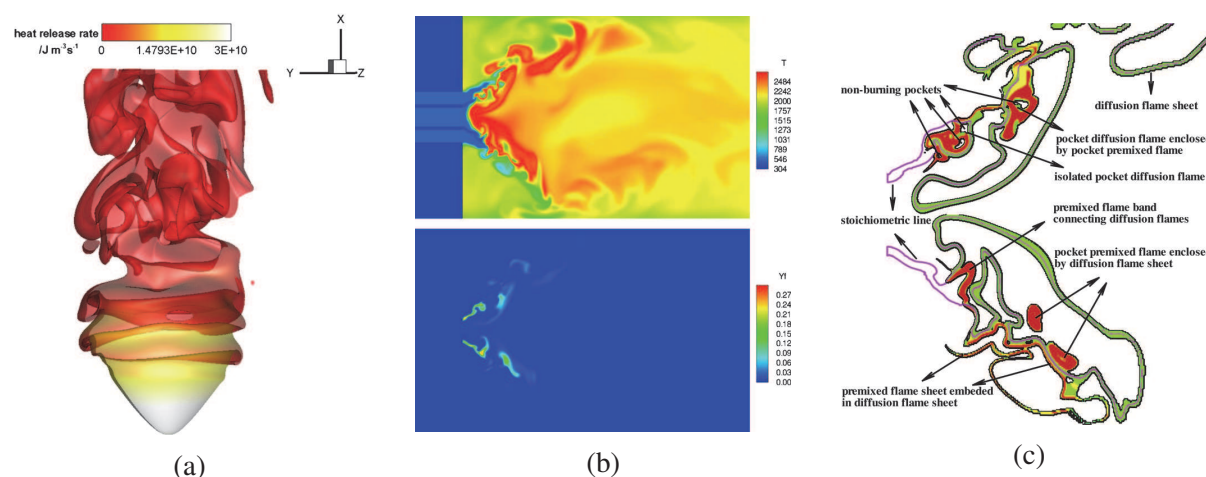 heat release rate
/J m-3s-1
0 1.4793E+10 3E+10
X
Y
Z
(a)
T
2484
2242
2000
1757
1515
1273
1031
789
546
304
Yf
0.27
0.24
0.21
0.18
0.15
0.12
0.09
0.06
0.03
0.00
(b)
non-burning pockets
diffusion flame sheet
pocket diffusion flame enclosed
by pocket premixed flame
isolated pocket diffusion flame
stoichiometric line
premixed flame band
connecting diffusion flames
pocket premixed flame enclosed
by diffusion flame sheet
premixed flame sheet embeded
in diffusion flame sheet
(c)